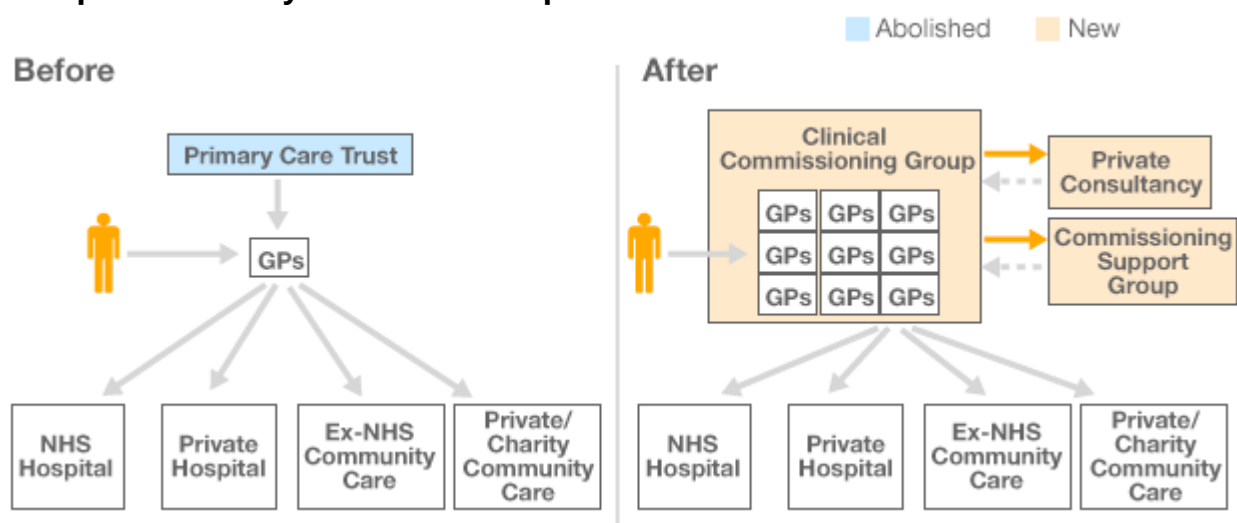 Abolished
New
Before
Primary Care Trust
GPs
NHS
Hospital
Private
Hospital
Ex-NHS
Community
Care
Private/
Charity
Community
Care
After
Clinical
Commissioning Group
GPs GPs GPs
GPs GPs GPs
GPs GPs GPs
Private
Consultancy
Commissioning
Support
Group
NHS
Hospital
Private
Hospital
Ex-NHS
Community
Care
Private/
Charity
Community
Care